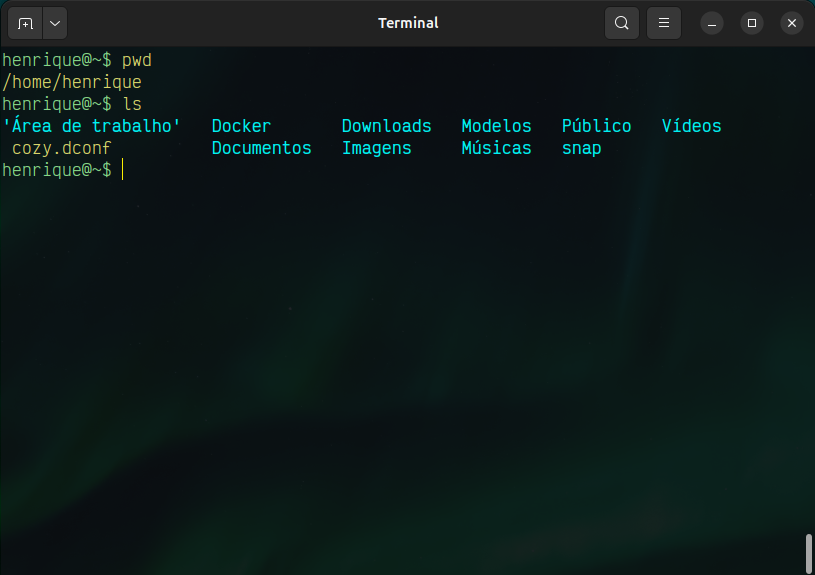 Terminal
henrique@~$ pwd
/home/henrique
henrique@~$ ls
'Área de trabalho'   Docker       Downloads   Modelos   Público   Vídeos
 cozy.dconf          Documentos   Imagens     Músicas   snap
henrique@~$